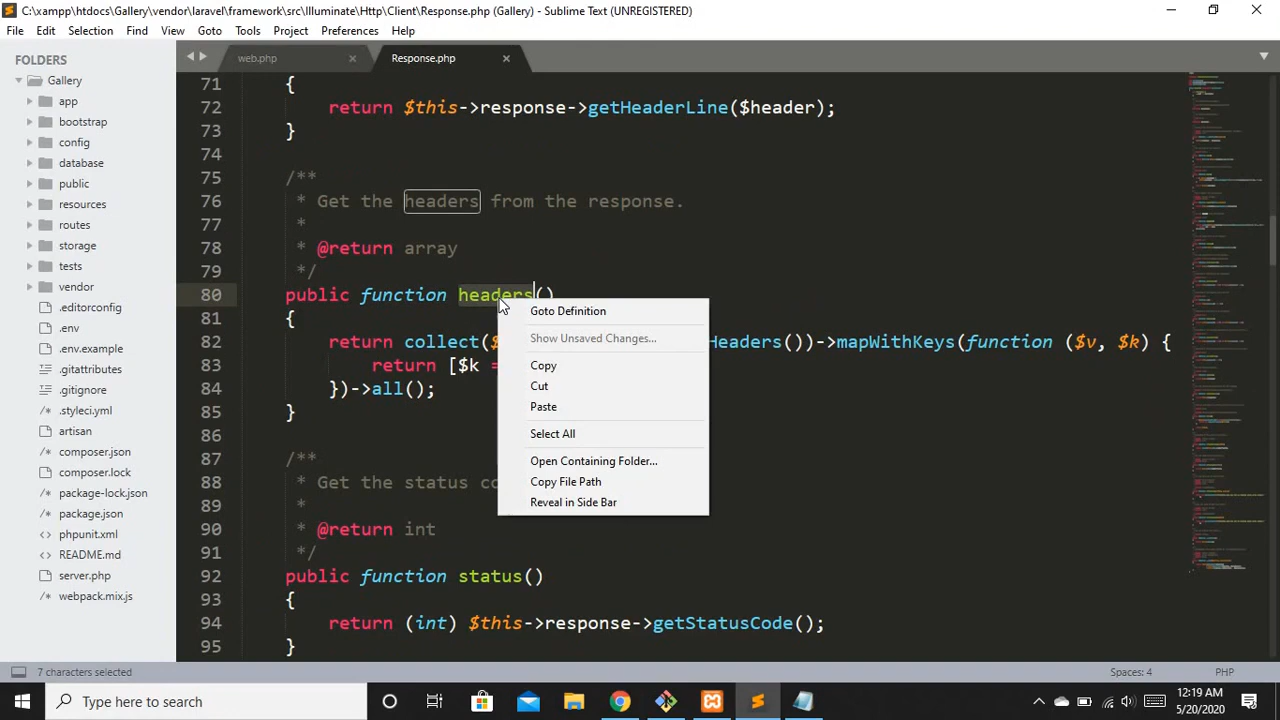 C:\xampp\htdocs\Gallery\vendor\laravel\framework\src\Illuminate\Http\Client\Response.php (Gallery) - Sublime Text (UNREGISTERED)
File Edit Selection Find View Goto Tools Project Preferences Help
FOLDERS
Gallery
app
bootstrap
config
database
public
resources
routes
storage
tests
vendor
.editorconfig
.env
.env.example
.gitattributes
.gitignore
.styleci.yml
artisan
composer.json
composer.lock
package-lock.json
package.json
phpunit.xml
README.md
server.php
webpack.mix.js
web.php
Response.php
71 {
72 return $this->response->getHeaderLine($header);
73 }
74
75 /**
76 * Get the headers from the response.
77 *
78 * @return array
79 */
80 public function headers()
81 {
82 return collect( Headers())->mapWithKeys(function ($v, $k) {
83 return [$k =
84 })->all();
85 }
86
87 /**
88 * Get the status
89 *
90 * @return int
91 */
92 public function status()
93 {
94 return (int) $this->response->getStatusCode();
95 }
Goto Definition
Show Unsaved Changes...
Copy
Cut
Paste
Select All
Open Containing Folder...
Copy File Path
Reveal in Side Bar
7 characters selected
Spaces: 4
PHP
Type here to search
12:19 AM
5/20/2020